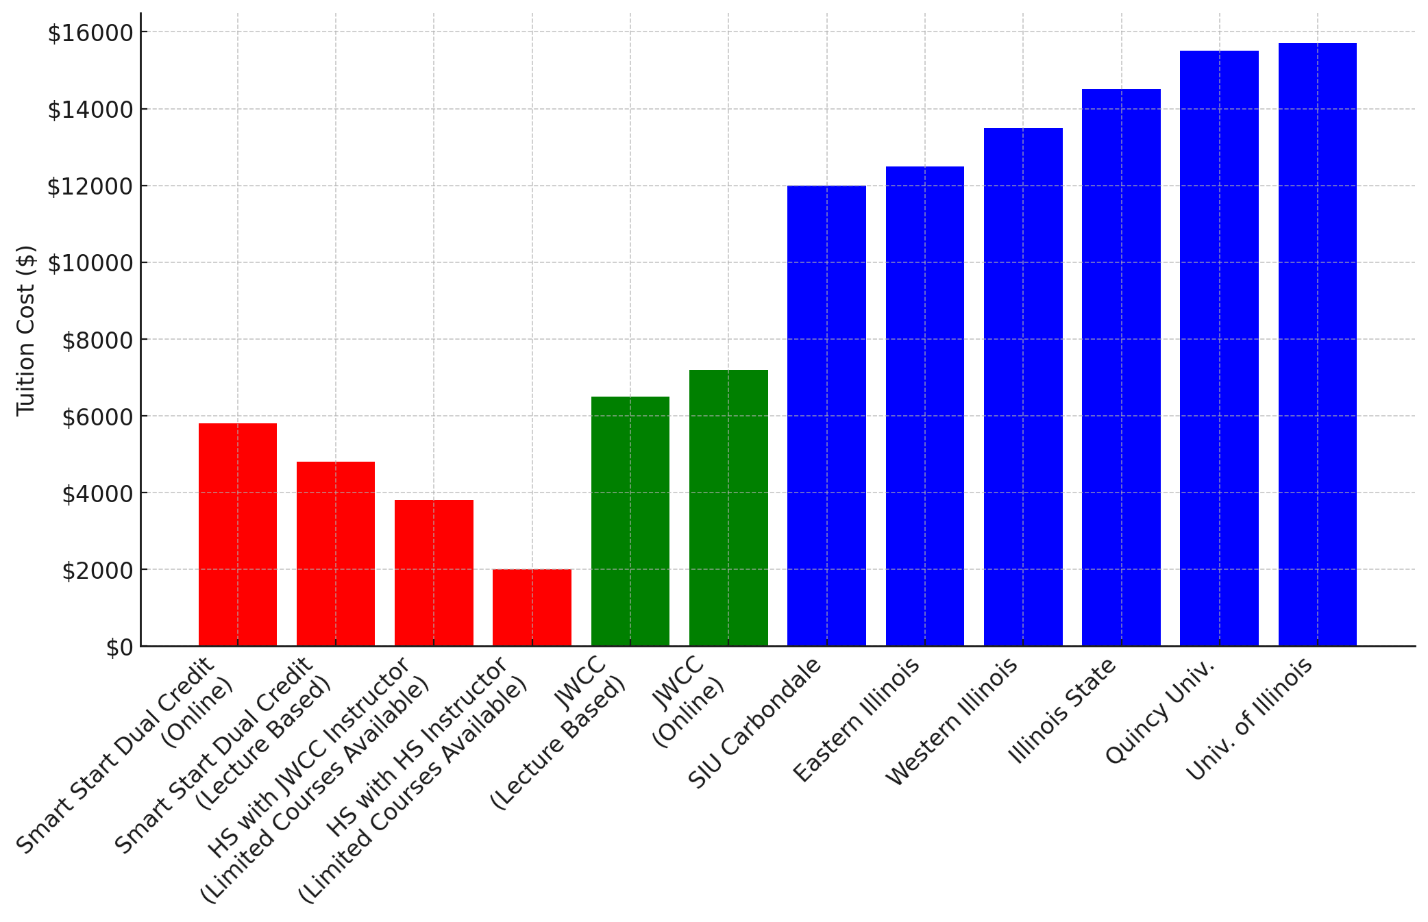 $16000
$14000
$12000
$10000
$8000
$6000
$4000
$2000
$0
Tuition Cost ($)
Smart Start Dual Credit
(Online)
Smart Start Dual Credit
(Lecture Based)
HS with JWCC Instructor
(Limited Courses Available)
HS with HS Instructor
(Limited Courses Available)
JWCC
(Lecture Based)
JWCC
(Online)
SIU Carbondale
Eastern Illinois
Western Illinois
Illinois State
Quincy Univ.
Univ. of Illinois